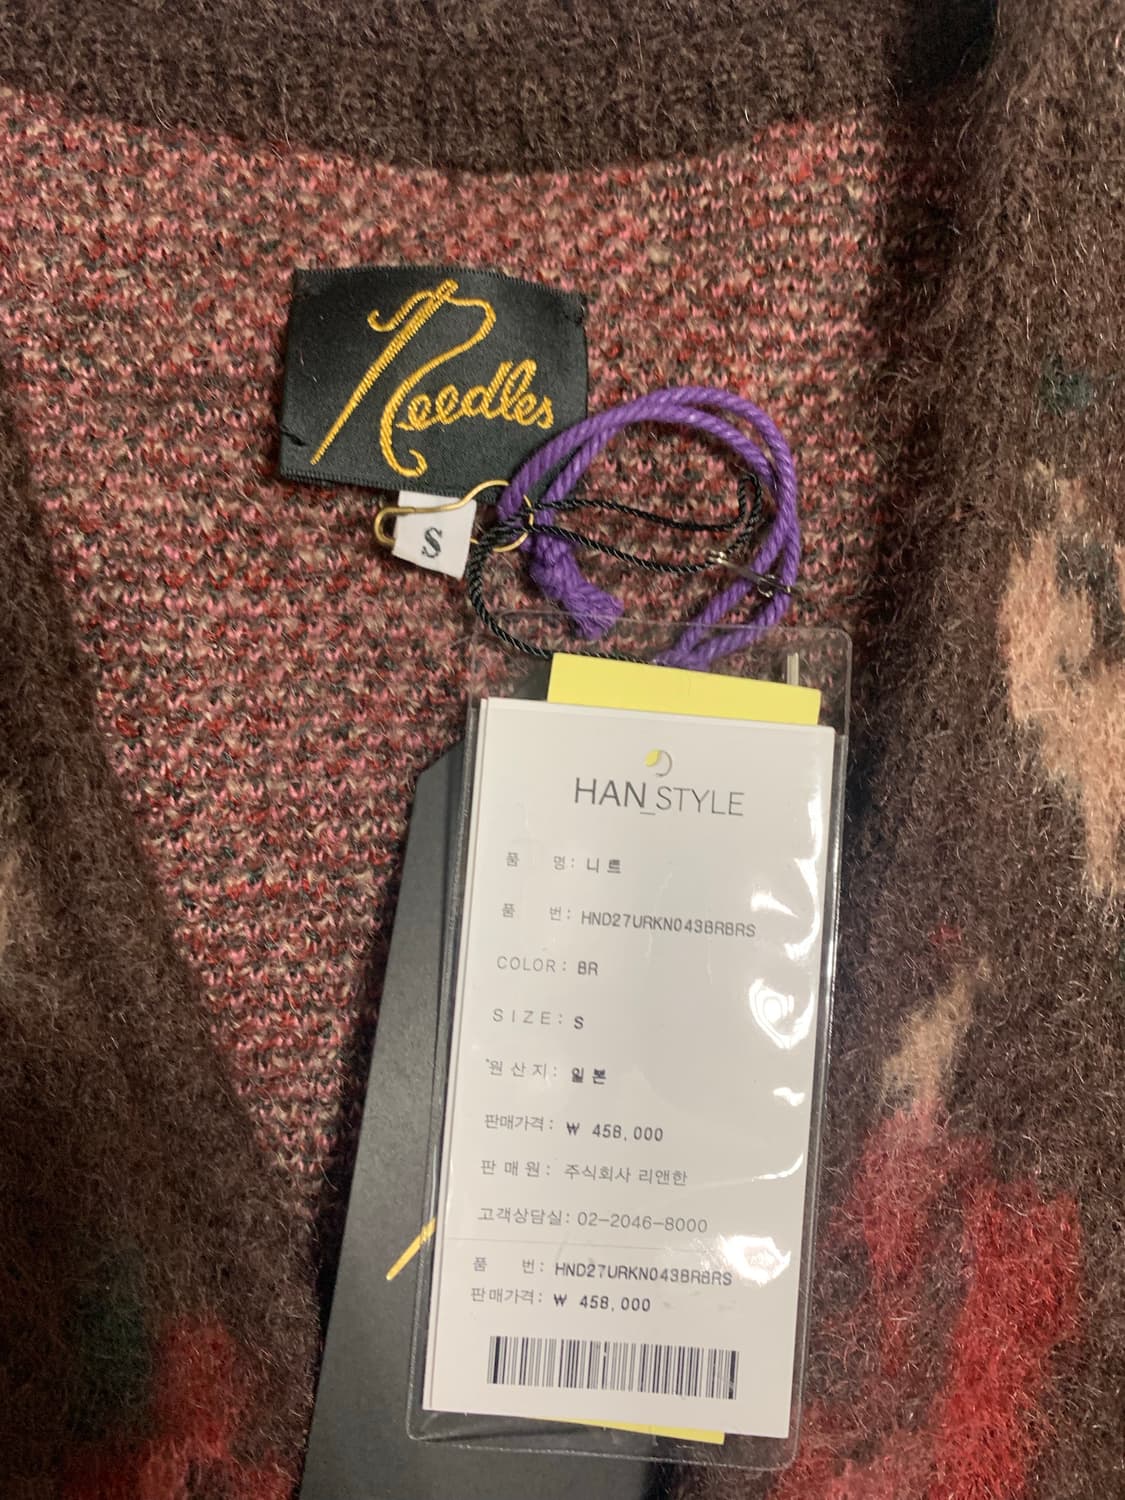 Needles
S
HAN_STYLE
품 명: 니트
품 번: HND27URKN043BRBRS
COLOR: BR
SIZE: S
원산지: 일본
판매가격: ₩ 458,000
판매원: 주식회사 리앤한
고객상담실: 02-2046-8000
품 번: HND27URKN043BRBRS
판매가격: ₩ 458,000